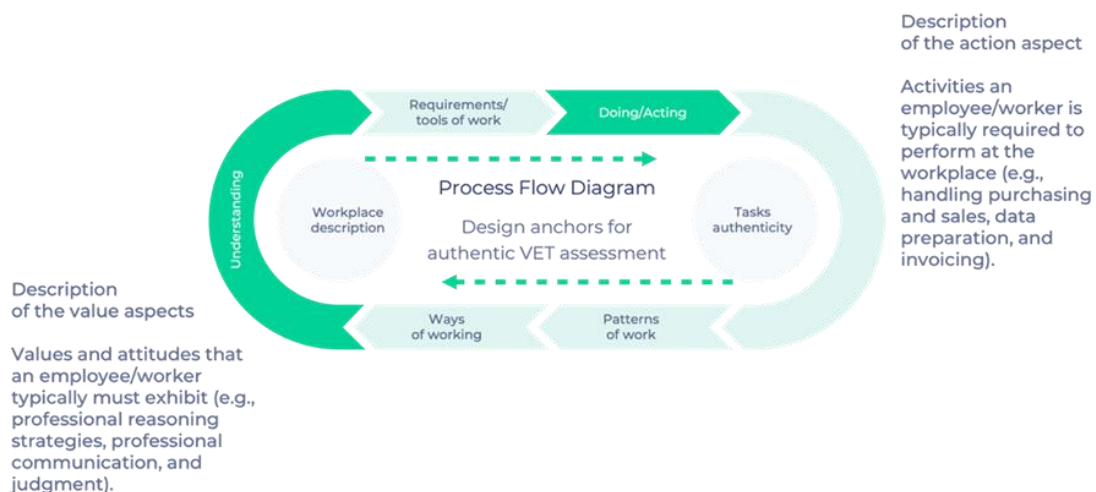 Description
of the action aspect
Activities an
employee/worker is
typically required to
perform at the
workplace (e.g.,
handling purchasing
and sales, data
preparation, and
invoicing).
Requirements/
tools of work
Doing/Acting
Understanding
Workplace
description
Process Flow Diagram
Design anchors for
authentic VET assessment
Tasks
authenticity
Ways
of working
Patterns
of work
Description
of the value aspects
Values and attitudes that
an employee/worker
typically must exhibit (e.g.,
professional reasoning
strategies, professional
communication, and
judgment).